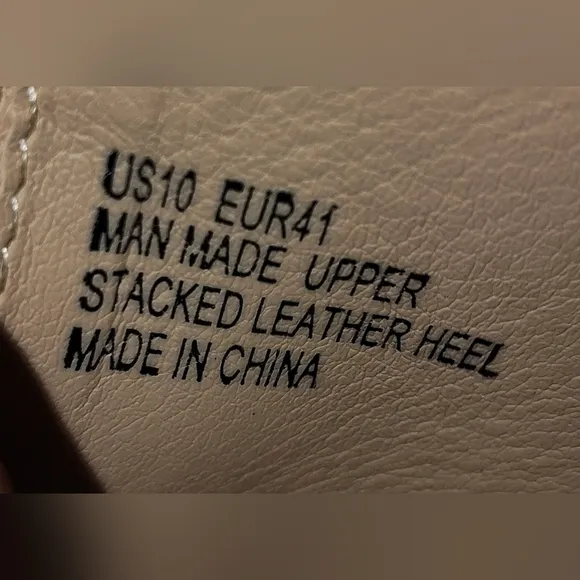 US10 EUR41
MAN MADE UPPER
STACKED LEATHER HEEL
MADE IN CHINA